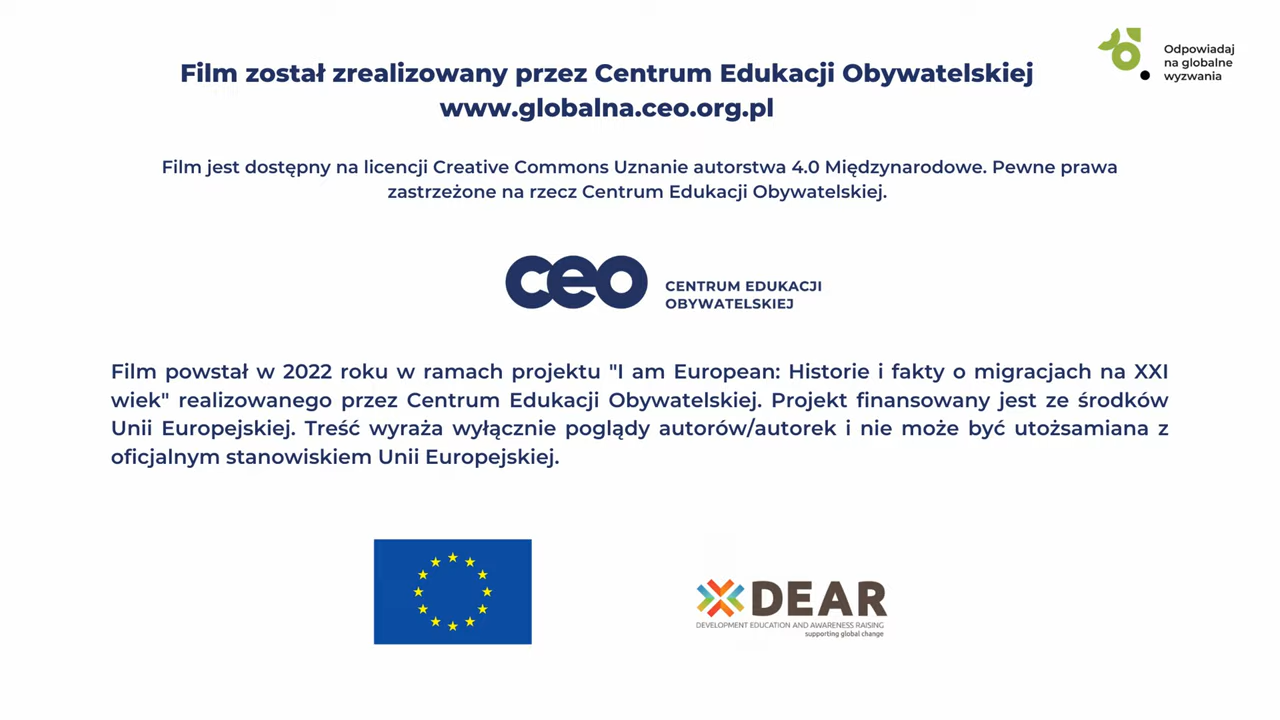 Odpowiadaj
na globalne
wyzwania
Film został zrealizowany przez Centrum Edukacji Obywatelskiej
www.globalna.ceo.org.pl
Film jest dostępny na licencji Creative Commons Uznanie autorstwa 4.0 Międzynarodowe. Pewne prawa
zastrzeżone na rzecz Centrum Edukacji Obywatelskiej.
ceo
CENTRUM EDUKACJI
OBYWATELSKIEJ
Film powstał w 2022 roku w ramach projektu "I am European: Historie i fakty o migracjach na XXI
wiek" realizowanego przez Centrum Edukacji Obywatelskiej. Projekt finansowany jest ze środków
Unii Europejskiej. Treść wyraża wyłącznie poglądy autorów/autorek i nie może być utożsamiana z
oficjalnym stanowiskiem Unii Europejskiej.
DEAR
DEVELOPMENT EDUCATION AND AWARENESS RAISING
supporting global change